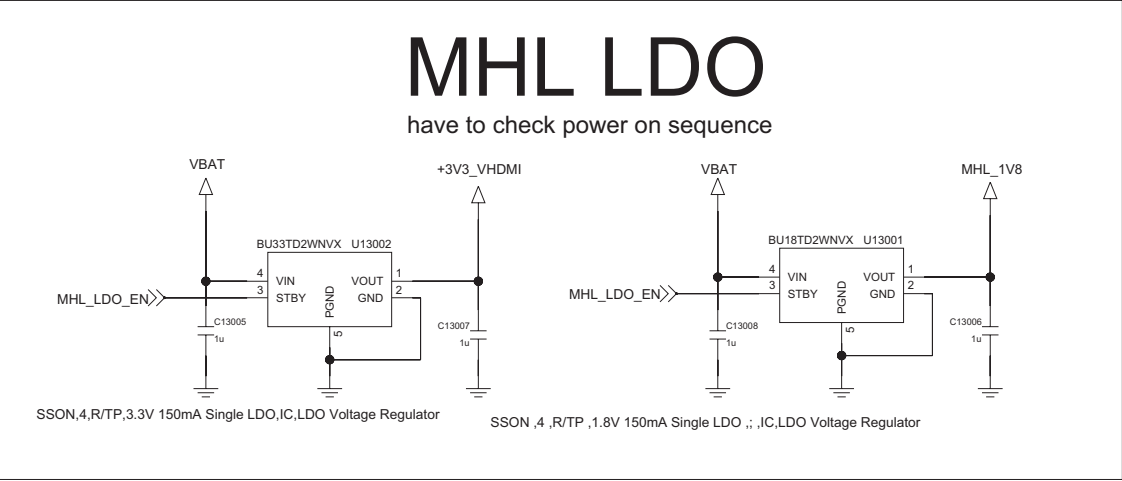 MHL LDO
have to check power on sequence
VBAT
+3V3_VHDMI
BU33TD2WNVX U13002
4 VIN VOUT 1
3 STBY GND 2
PGND
5
MHL_LDO_EN
C13005
1u
C13007
1u
SSON,4,R/TP,3.3V 150mA Single LDO,IC,LDO Voltage Regulator
VBAT
MHL_1V8
BU18TD2WNVX U13001
4 VIN VOUT 1
3 STBY GND 2
PGND
5
MHL_LDO_EN
C13008
1u
C13006
1u
SSON ,4 ,R/TP ,1.8V 150mA Single LDO ,; ,IC,LDO Voltage Regulator